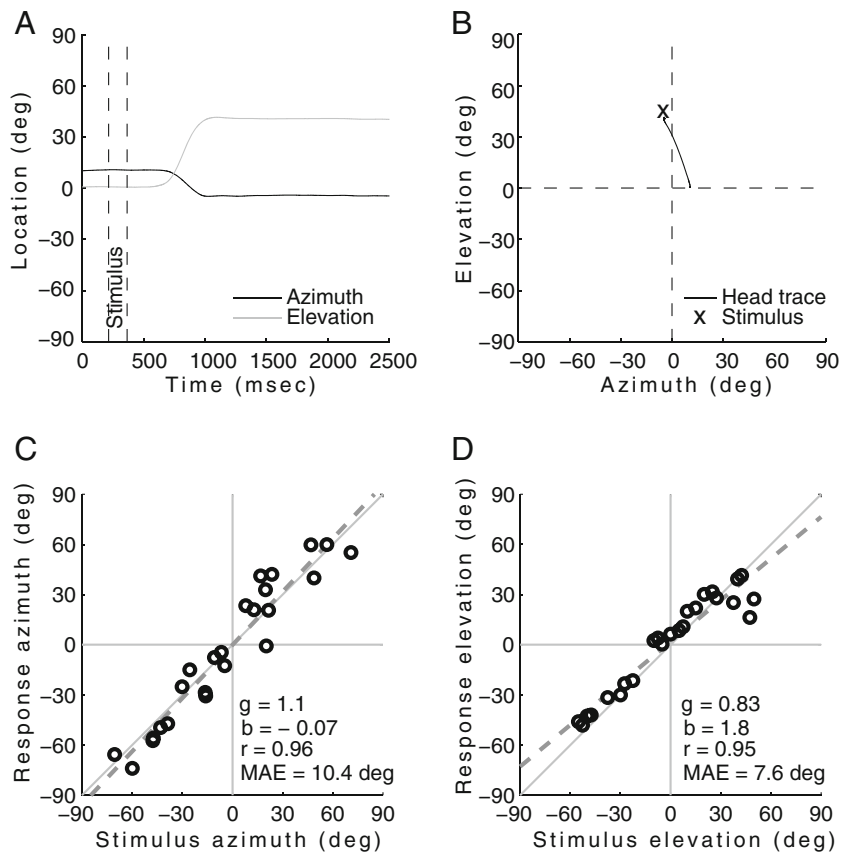 A
B
90
60
30
0
−30
−60
−90
Location (deg)
Stimulus
Azimuth
Elevation
0 500 1000 1500 2000 2500
Time (msec)
90
60
30
0
−30
−60
−90
Elevation (deg)
Head trace
x Stimulus
x
−90 −60 −30 0 30 60 90
Azimuth (deg)
C
D
90
60
30
0
−30
−60
−90
Response azimuth (deg)
g = 1.1
b = − 0.07
r = 0.96
MAE = 10.4 deg
−90 −60 −30 0 30 60 90
Stimulus azimuth (deg)
90
60
30
0
−30
−60
−90
Response elevation (deg)
g = 0.83
b = 1.8
r = 0.95
MAE = 7.6 deg
−90 −60 −30 0 30 60 90
Stimulus elevation (deg)